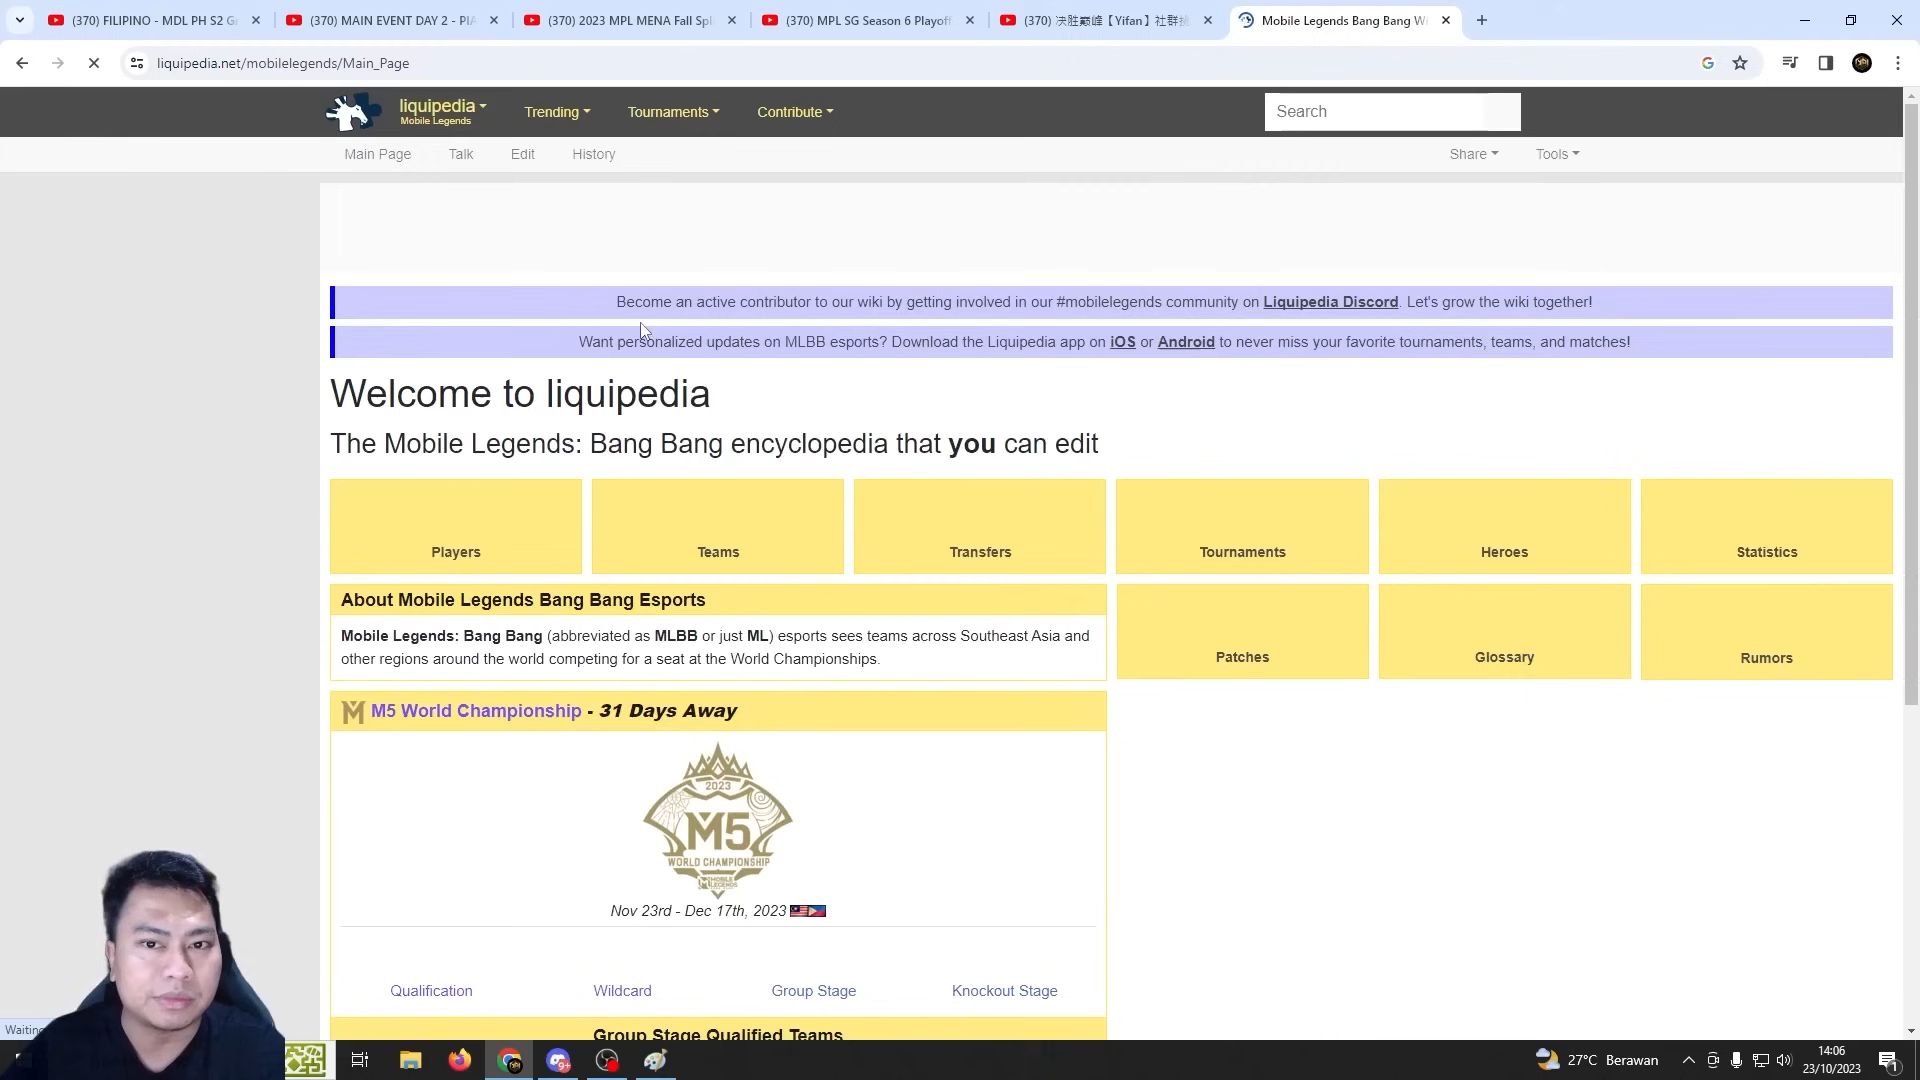 (370) FILIPINO - MDL PH S2 Gr
(370) MAIN EVENT DAY 2 - PIA
(370) 2023 MPL MENA Fall Spli
(370) MPL SG Season 6 Playoff
(370) 决胜巅峰【Yifan】社群
Mobile Legends Bang Bang W
liquipedia.net/mobilelegends/Main_Page
liquipedia
Mobile Legends
Trending
Tournaments
Contribute
Search
Main Page
Talk
Edit
History
Share
Tools
Become an active contributor to our wiki by getting involved in our #mobilelegends community on Liquipedia Discord. Let's grow the wiki together!
Want personalized updates on MLBB esports? Download the Liquipedia app on iOS or Android to never miss your favorite tournaments, teams, and matches!
Welcome to liquipedia
The Mobile Legends: Bang Bang encyclopedia that you can edit
Players
Teams
Transfers
Tournaments
Heroes
Statistics
About Mobile Legends Bang Bang Esports
Mobile Legends: Bang Bang (abbreviated as MLBB or just ML) esports sees teams across Southeast Asia and
other regions around the world competing for a seat at the World Championships.
Patches
Glossary
Rumors
M5 World Championship - 31 Days Away
2023
M5
WORLD CHAMPIONSHIP
MOBILE LEGENDS
Nov 23rd - Dec 17th, 2023
Qualification
Wildcard
Group Stage
Knockout Stage
Group Stage Qualified Teams
Waiting
9+
27°C Berawan
14:06
23/10/2023
1